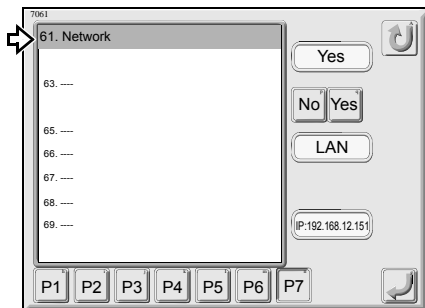 7061
61. Network
Yes
63. ----
No Yes
65. ----
LAN
66. ----
67. ----
68. ----
69. ----
IP:192.168.12.151
P1 P2 P3 P4 P5 P6 P7